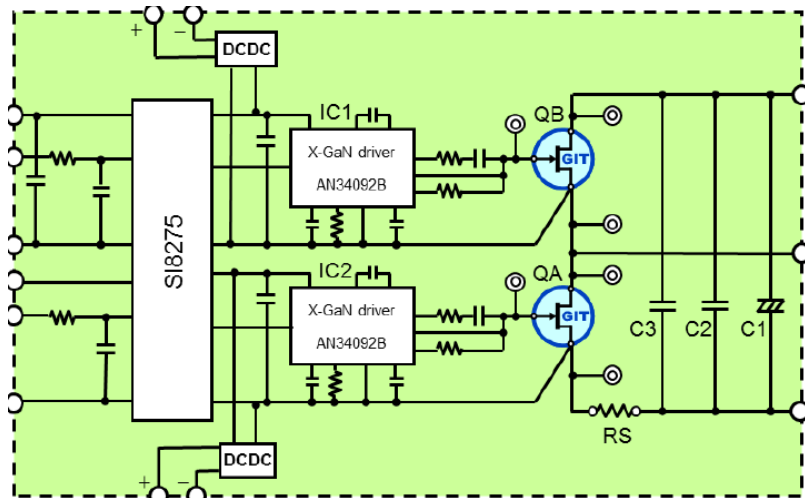 + −
DCDC
IC1
X-GaN driver
AN34092B
QB
GIT
SI8275
IC2
X-GaN driver
AN34092B
QA
GIT
C3 C2 C1
RS
DCDC
+ −